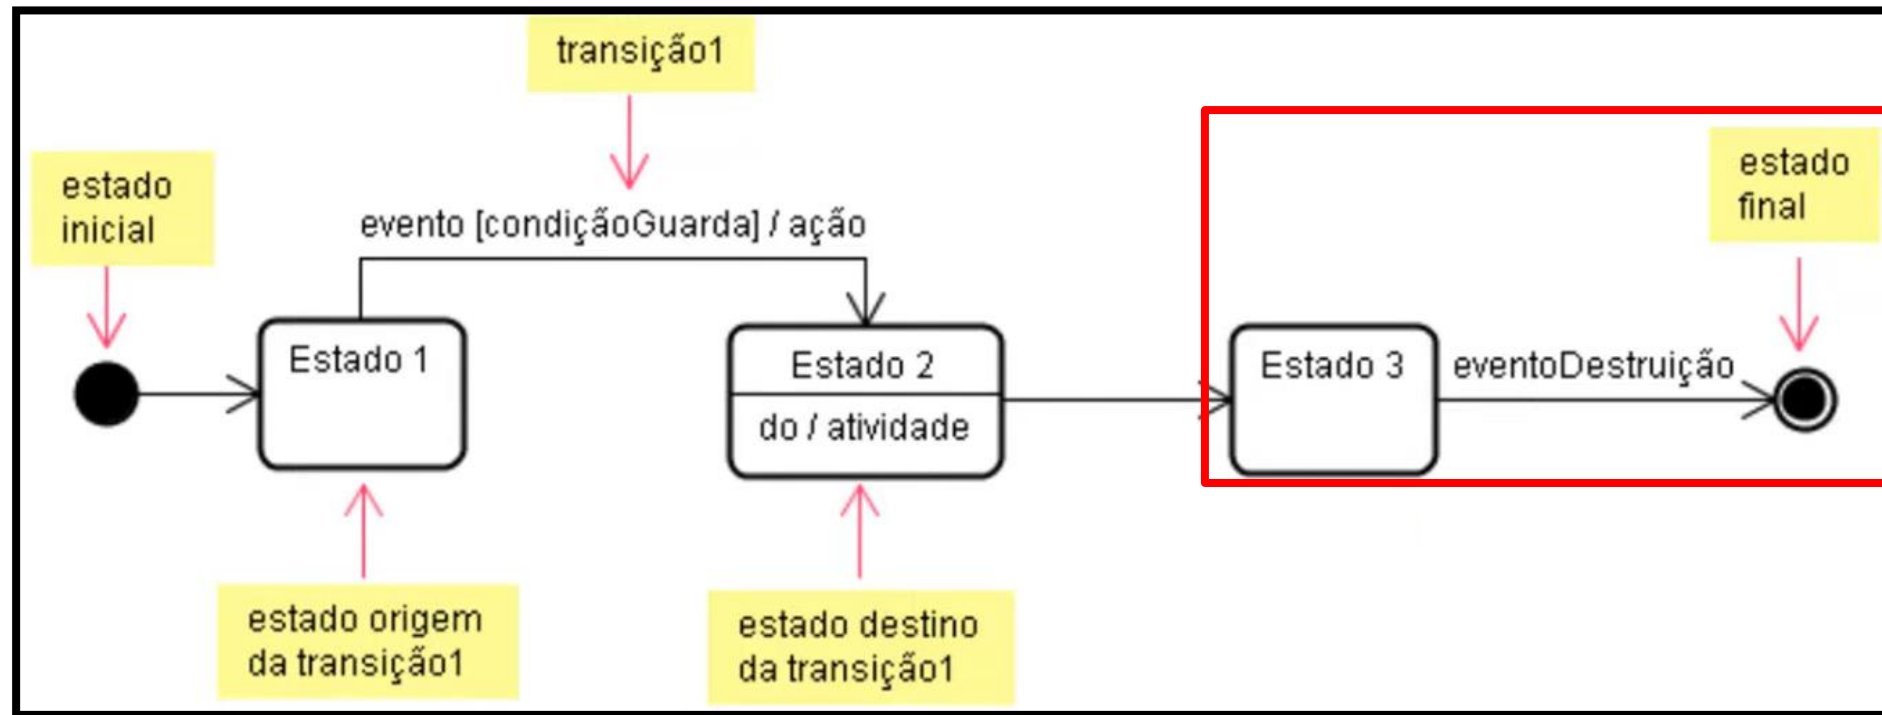 transição1
estado
inicial
evento [condiçãoGuarda] / ação
estado
final
Estado 1
Estado 2
do / atividade
Estado 3
eventoDestruição
estado origem
da transição1
estado destino
da transição1